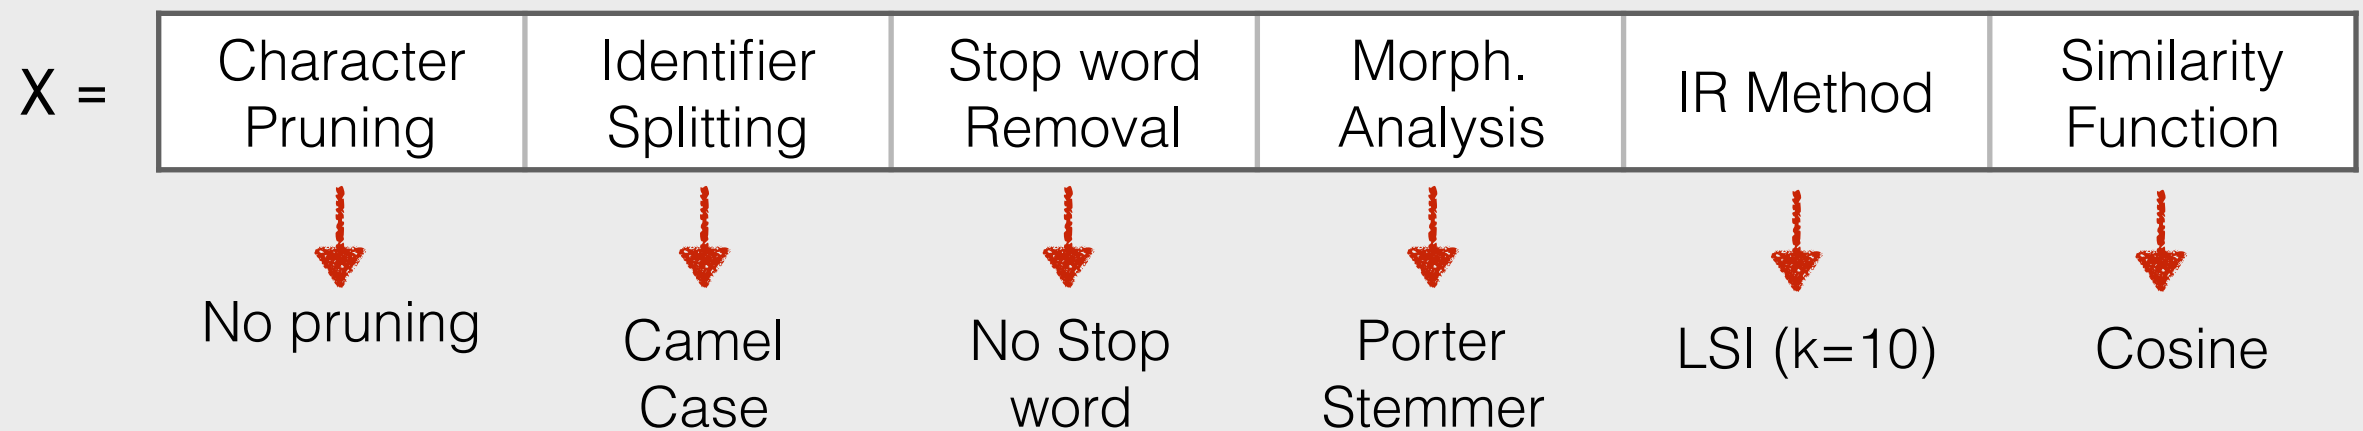 X =
Character
Pruning
Identifier
Splitting
Stop word
Removal
Morph.
Analysis
IR Method
Similarity
Function
No pruning
Camel
Case
No Stop
word
Porter
Stemmer
LSI (k=10)
Cosine